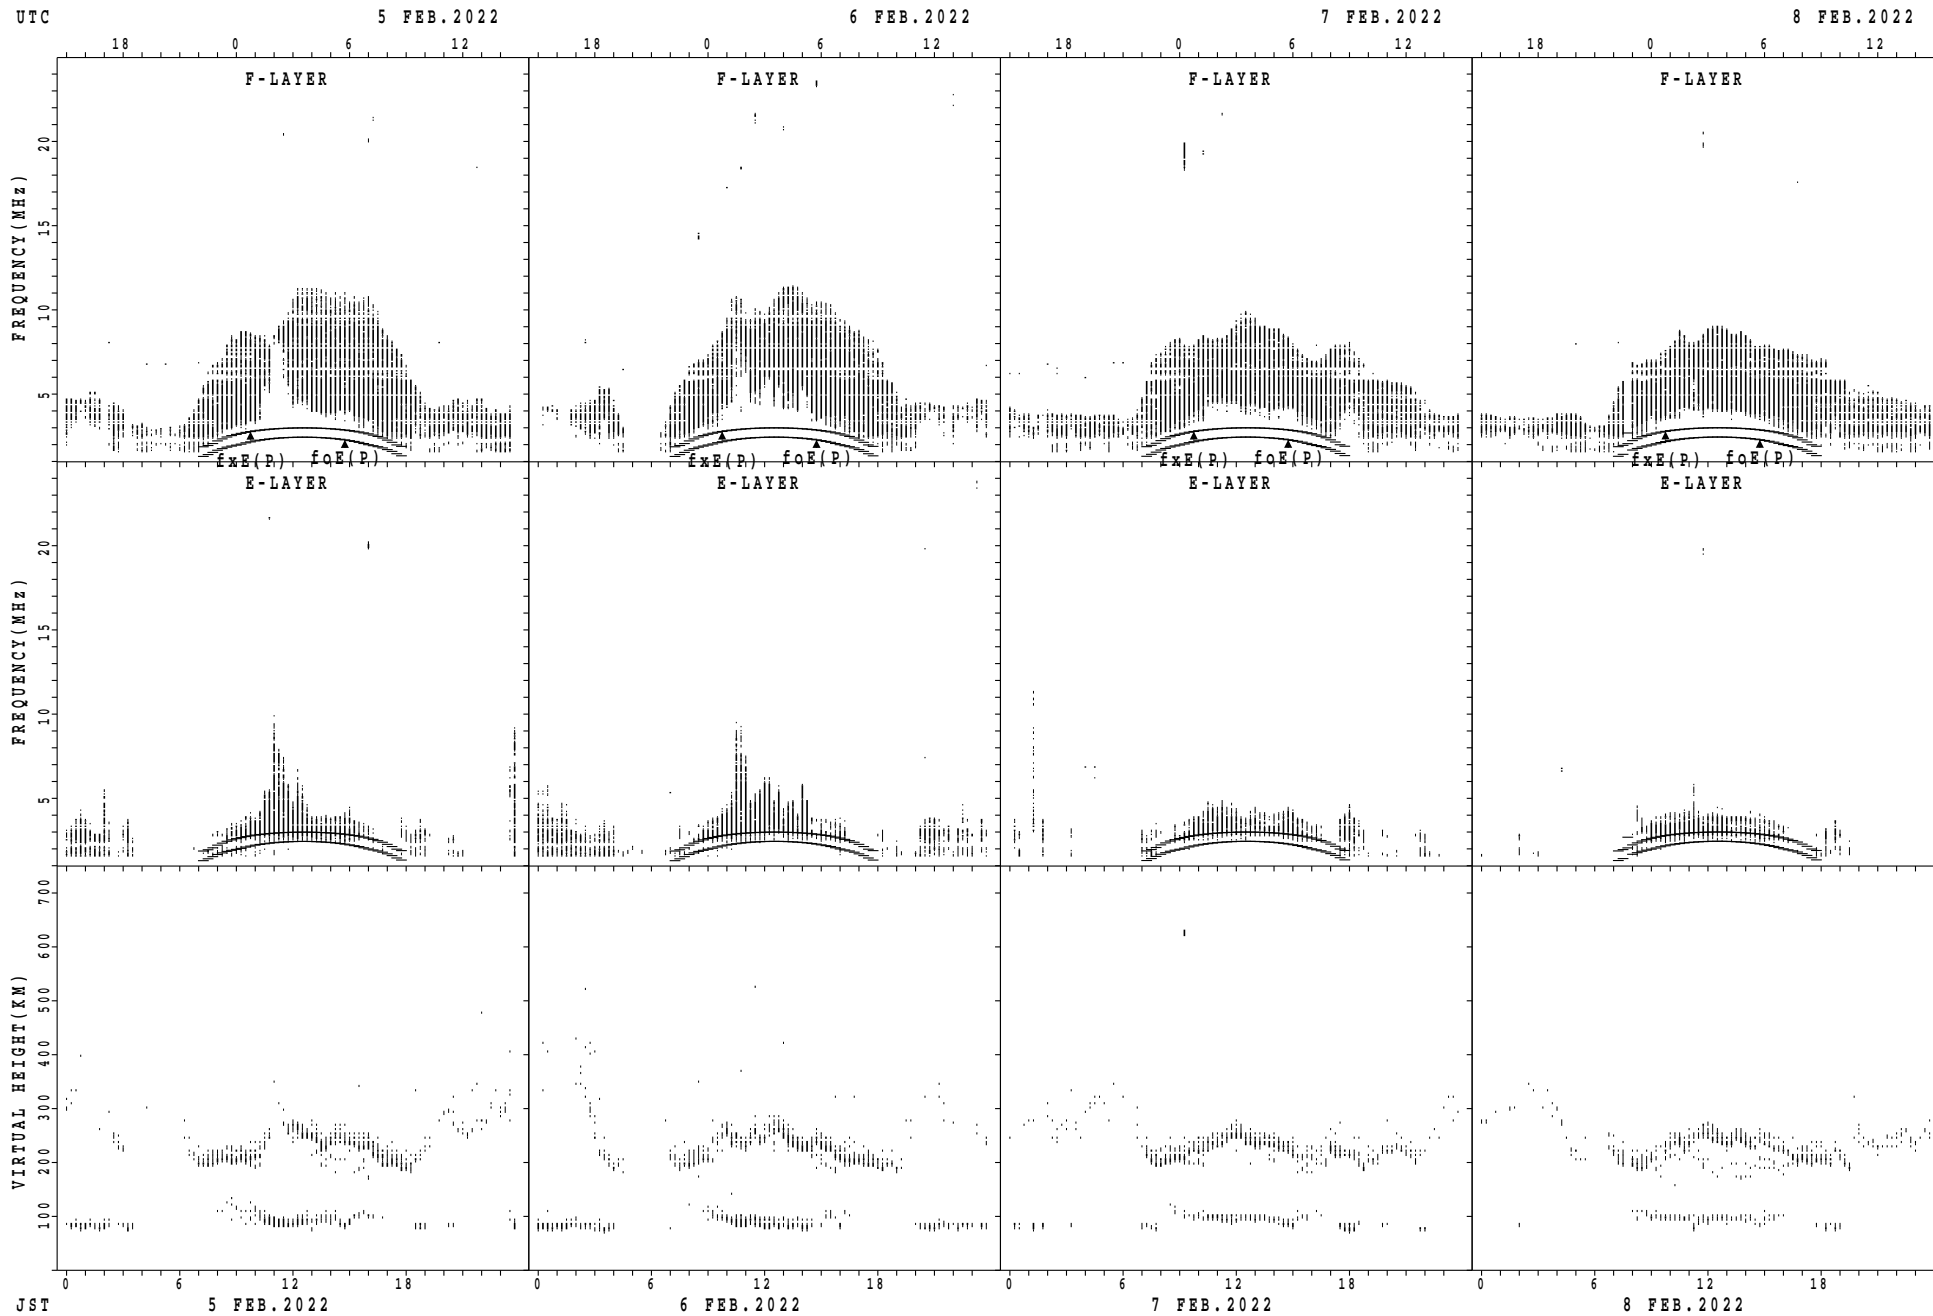 UTC 5 FEB.2022 6 FEB.2022 7 FEB.2022 8 FEB.2022
18 0 6 12 18 0 6 12 18 0 6 12 18 0 6 12
F-LAYER F-LAYER F-LAYER F-LAYER
FREQUENCY(MHz)
20
15
10
5
fxE(P) foE(P) fxE(P) foE(P) fxE(P) foE(P) fxE(P) foE(P)
E-LAYER E-LAYER E-LAYER E-LAYER
FREQUENCY(MHz)
20
15
10
5
VIRTUAL HEIGHT(KM)
700
600
500
400
300
200
100
0 6 12 18 0 6 12 18 0 6 12 18 0 6 12 18
JST 5 FEB.2022 6 FEB.2022 7 FEB.2022 8 FEB.2022